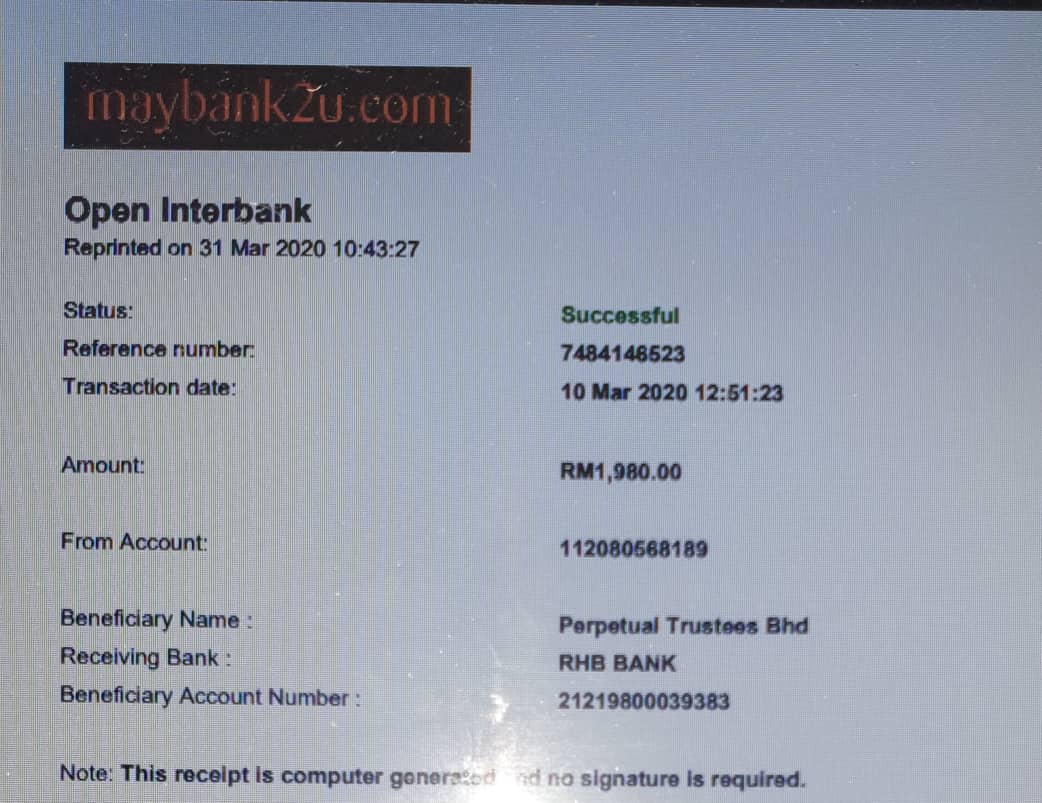 maybank2u.com
Open Interbank
Reprinted on 31 Mar 2020 10:43:27
Status: Successful
Reference number: 7484148523
Transaction date: 10 Mar 2020 12:51:23
Amount: RM1,980.00
From Account: 112080568189
Beneficiary Name : Perpetual Trustees Bhd
Receiving Bank : RHB BANK
Beneficiary Account Number : 21219800039383
Note: This receipt is computer generated and no signature is required.